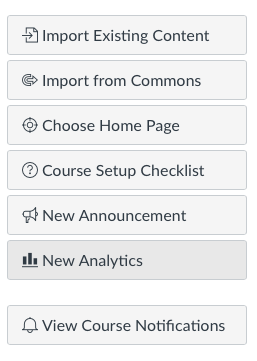 Import Existing Content
Import from Commons
Choose Home Page
Course Setup Checklist
New Announcement
New Analytics
View Course Notifications